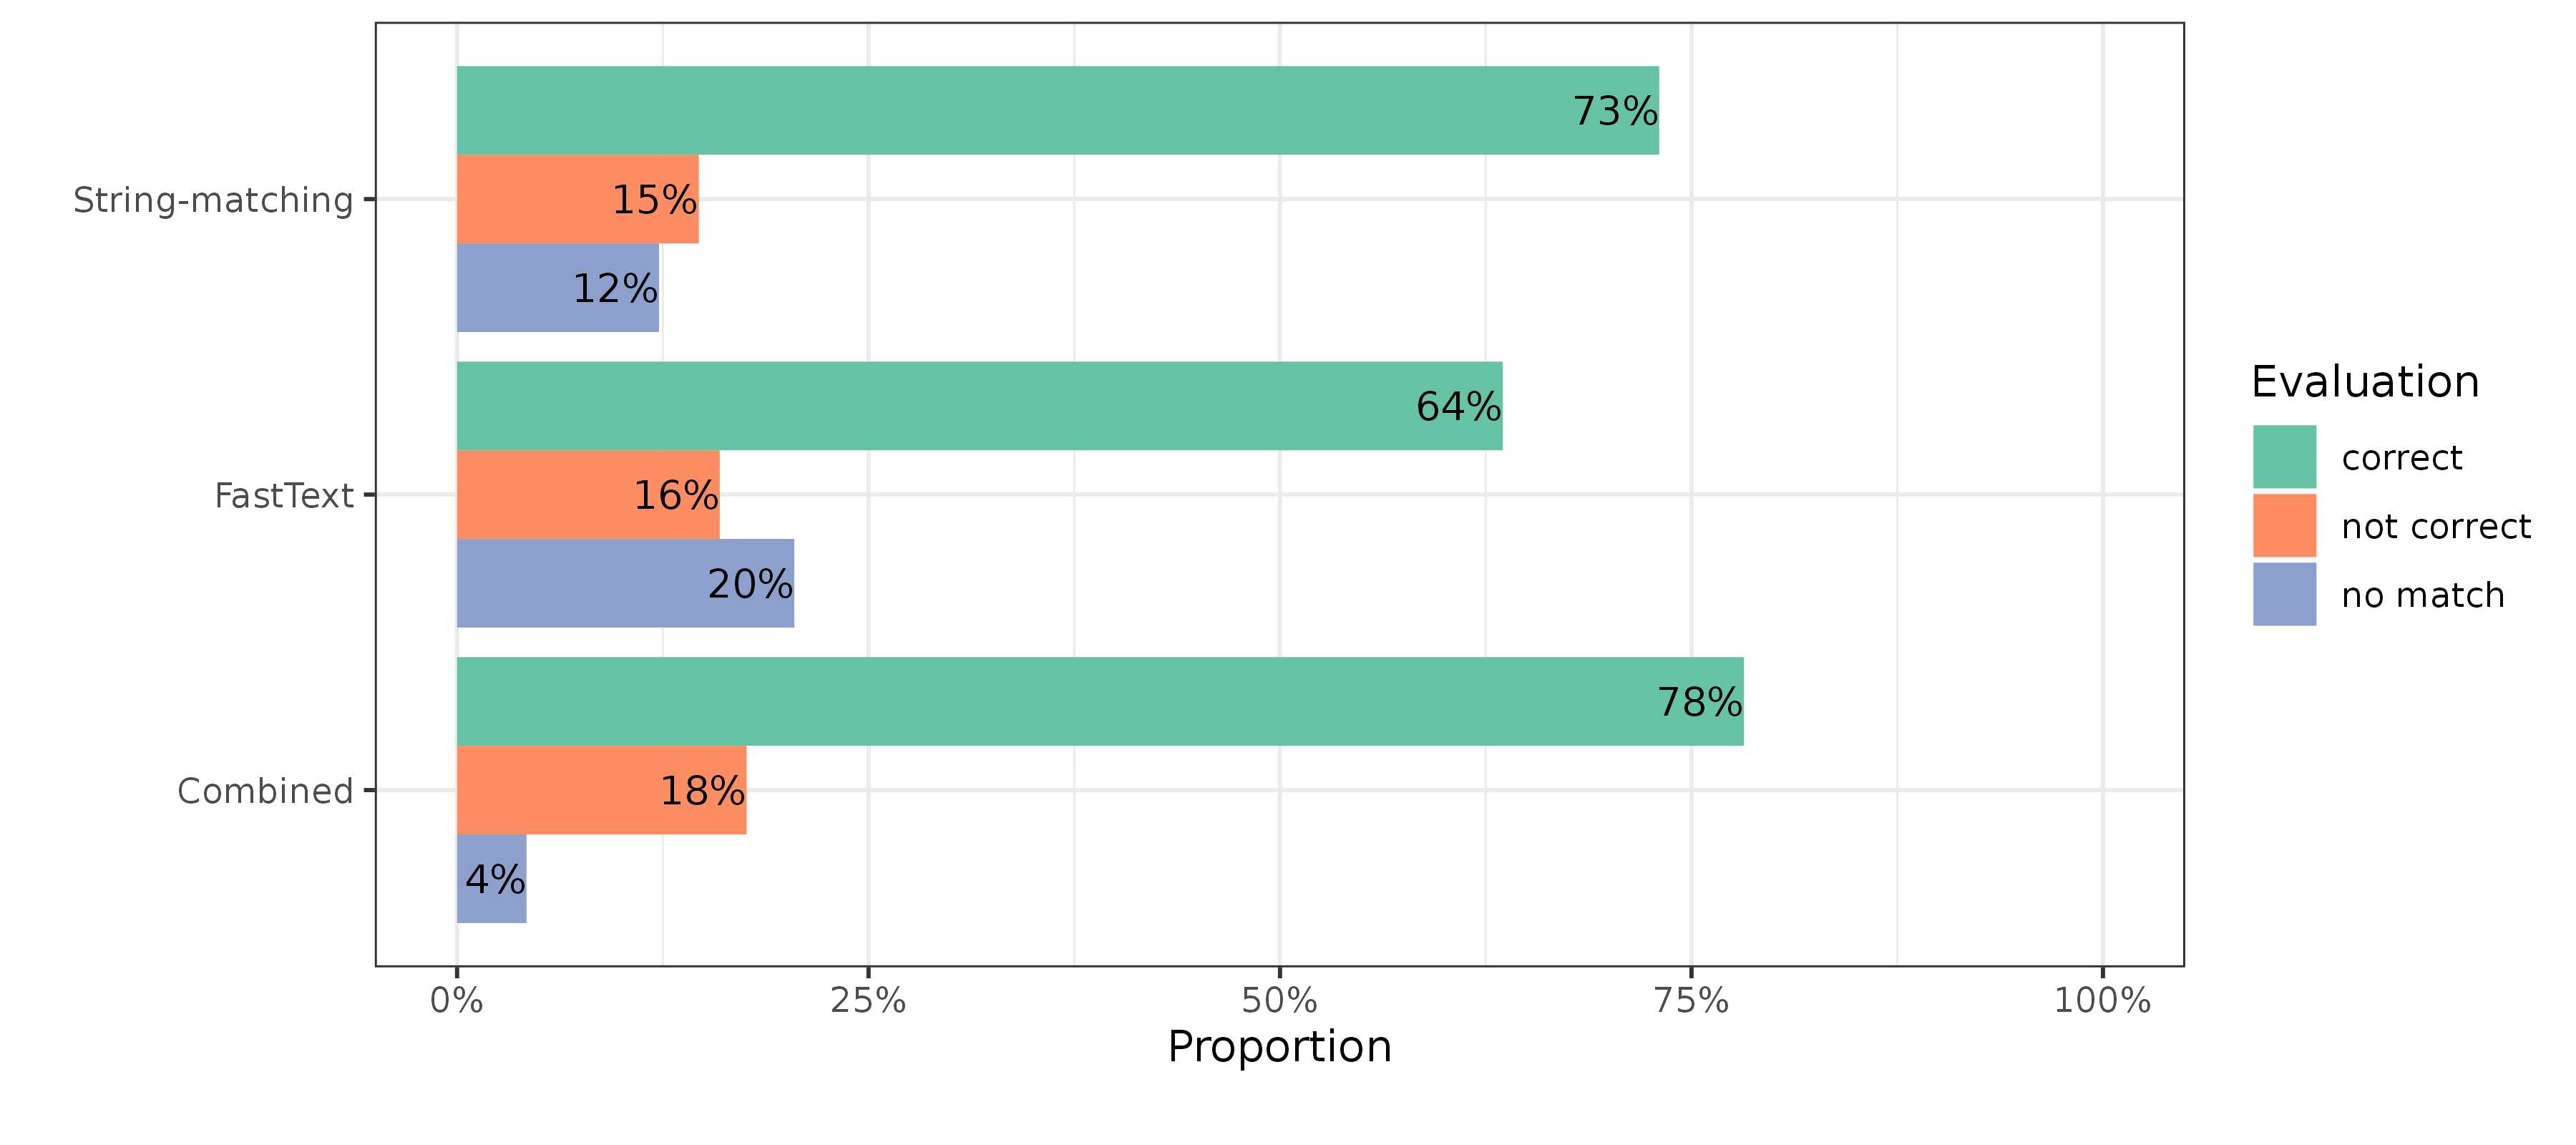 String-matching
73%
15%
12%
FastText
64%
16%
20%
Combined
78%
18%
4%
0%
25%
50%
75%
100%
Proportion
Evaluation
correct
not correct
no match